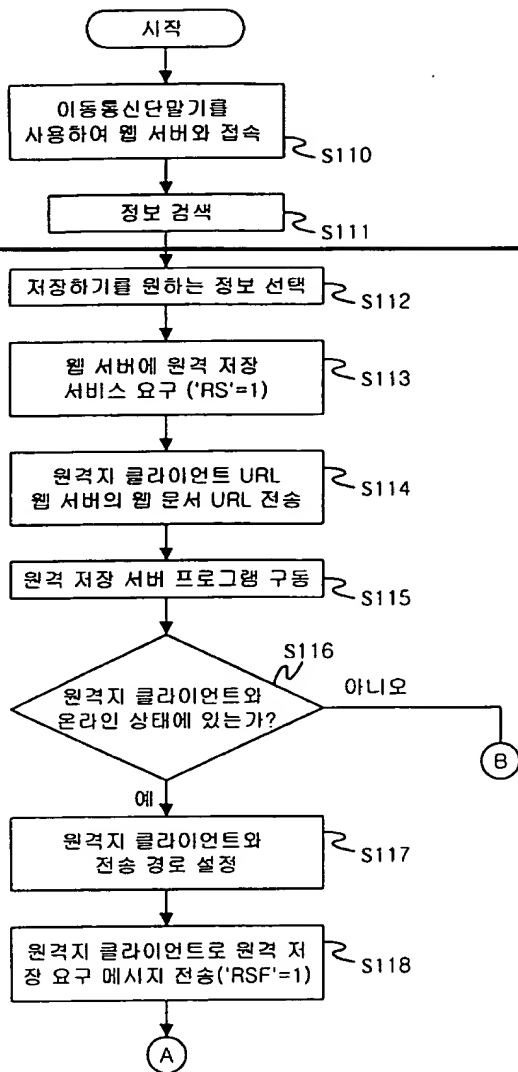 시작
이동통신단말기를
사용하여 웹 서버와 접속
S110
정보 검색
S111
저장하기를 원하는 정보 선택
S112
웹 서버에 원격 저장
서비스 요구 ('RS'=1)
S113
원격지 클라이언트 URL
웹 서버의 웹 문서 URL 전송
S114
원격 저장 서버 프로그램 구동
S115
S116
원격지 클라이언트와
온라인 상태에 있는가?
아니오
B
예
원격지 클라이언트와
전송 경로 설정
S117
원격지 클라이언트로 원격 저
장 요구 메시지 전송('RSF'=1)
S118
A